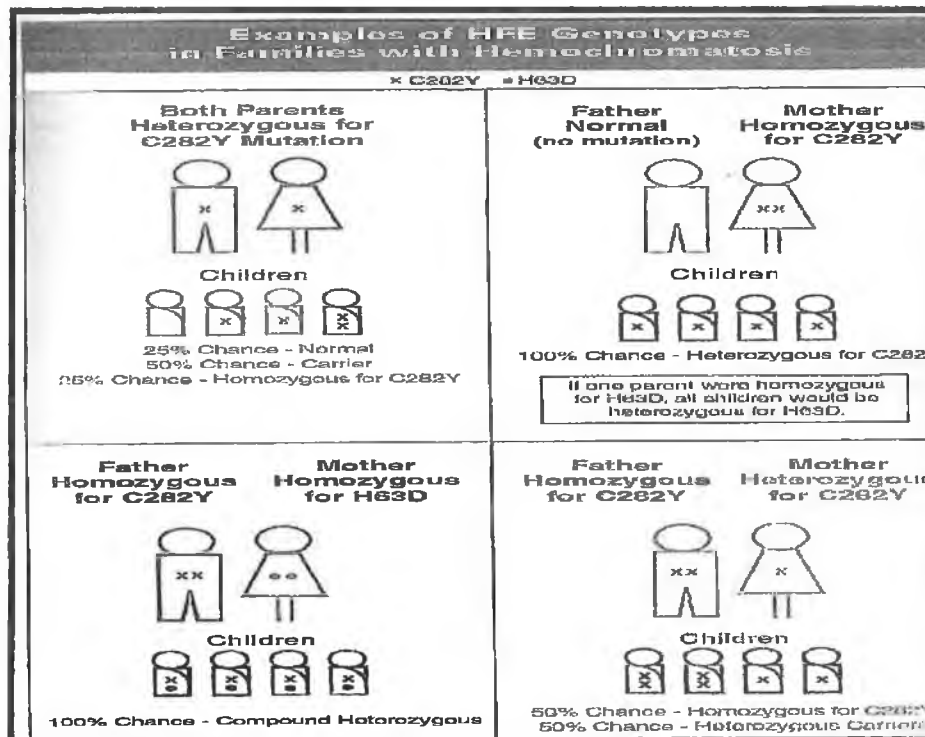 Examples of HFE Genotypes
in Families with Hemochromatosis
× C282Y • H63D
Both Parents
Heterozygous for
C282Y Mutation
× ×
Children
× × × ×
25% Chance - Normal
50% Chance - Carrier
25% Chance - Homozygous for C282Y
Father Mother
Normal Homozygous
(no mutation) for C282Y
××
Children
× × × ×
100% Chance - Heterozygous for C282
If one parent were homozygous
for H63D, all children would be
heterozygous for H63D.
Father Mother
Homozygous Homozygous
for C282Y for H63D
×× ••
Children
× × × ×
• • • •
100% Chance - Compound Heterozygous
Father Mother
Homozygous Heterozygous
for C282Y for C282Y
×× ×
Children
× × × ×
× ×
50% Chance - Homozygous for C282Y
50% Chance - Heterozygous Carrier